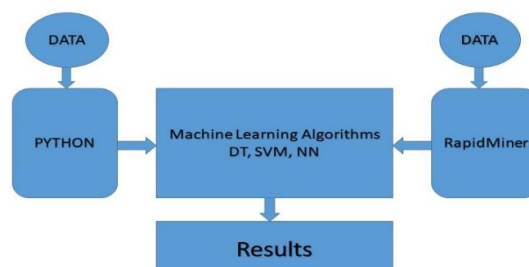 DATA
DATA
PYTHON
Machine Learning Algorithms
DT, SVM, NN
RapidMiner
Results